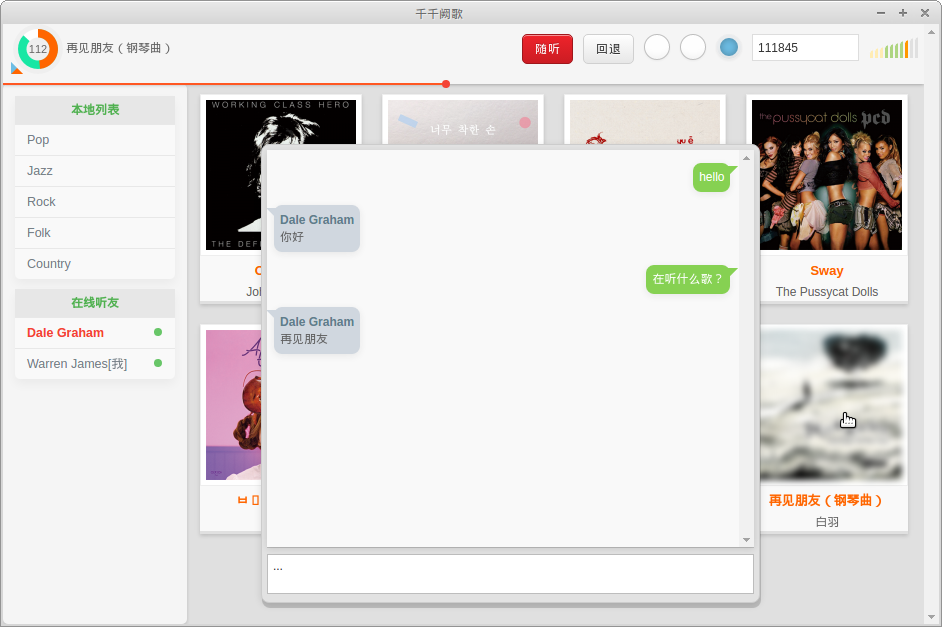 千千阙歌
112
再见朋友（钢琴曲）
随听
回退
111845
本地列表
Pop
Jazz
Rock
Folk
Country
在线听友
Dale Graham
Warren James[我]
WORKING CLASS HERO
너무 착한 손
yuè
the pussycat dolls pcd
Sway
The Pussycat Dolls
再见朋友（钢琴曲）
白羽
hello
Dale Graham
你好
在听什么歌？
Dale Graham
再见朋友
...